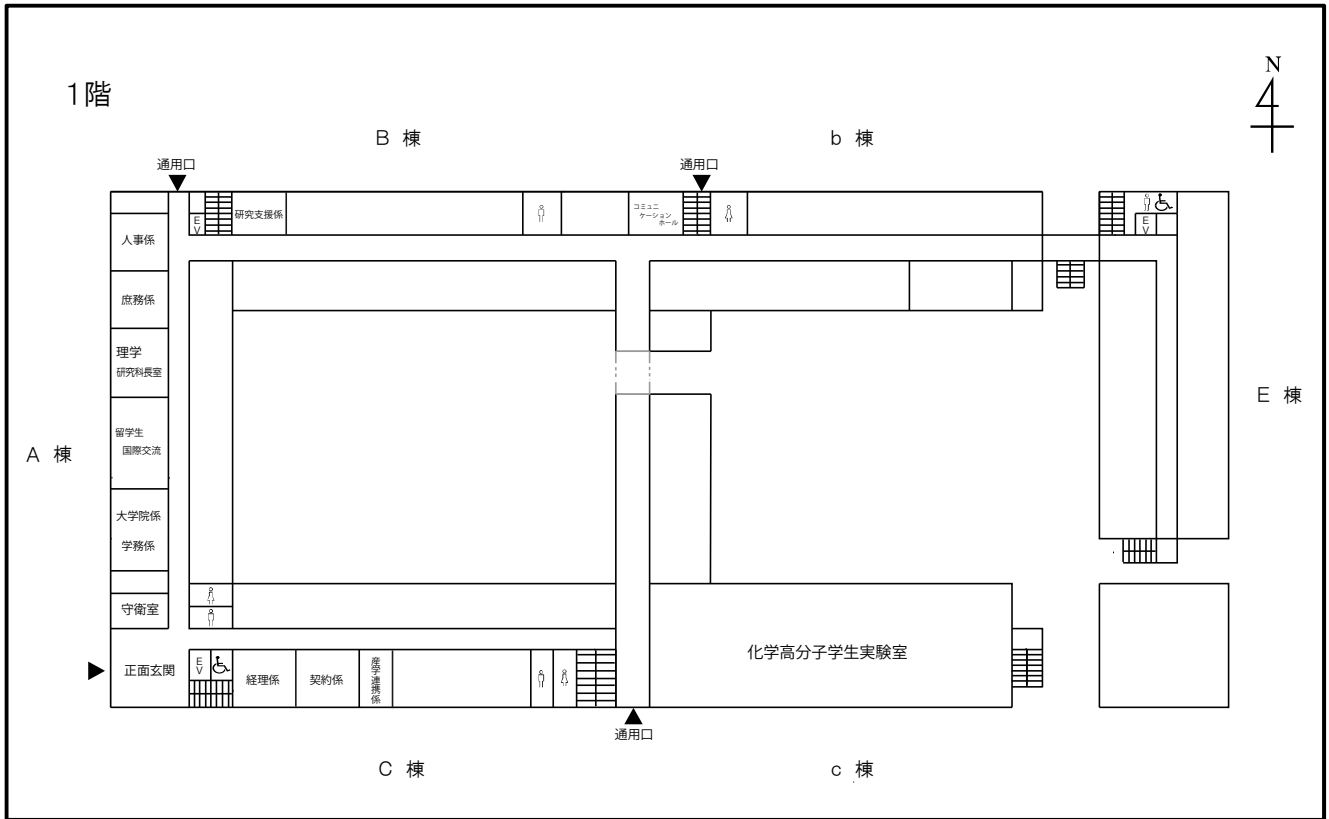 N
1階
B 棟
b 棟
通用口
通用口
人事係
EV
研究支援係
コミュニ
ケーション
ホール
EV
庶務係
理学
研究科長室
留学生
国際交流
A 棟
E 棟
大学院係
学務係
守衛室
正面玄関
EV
経理係
契約係
産学連携係
化学高分子学生実験室
通用口
C 棟
c 棟